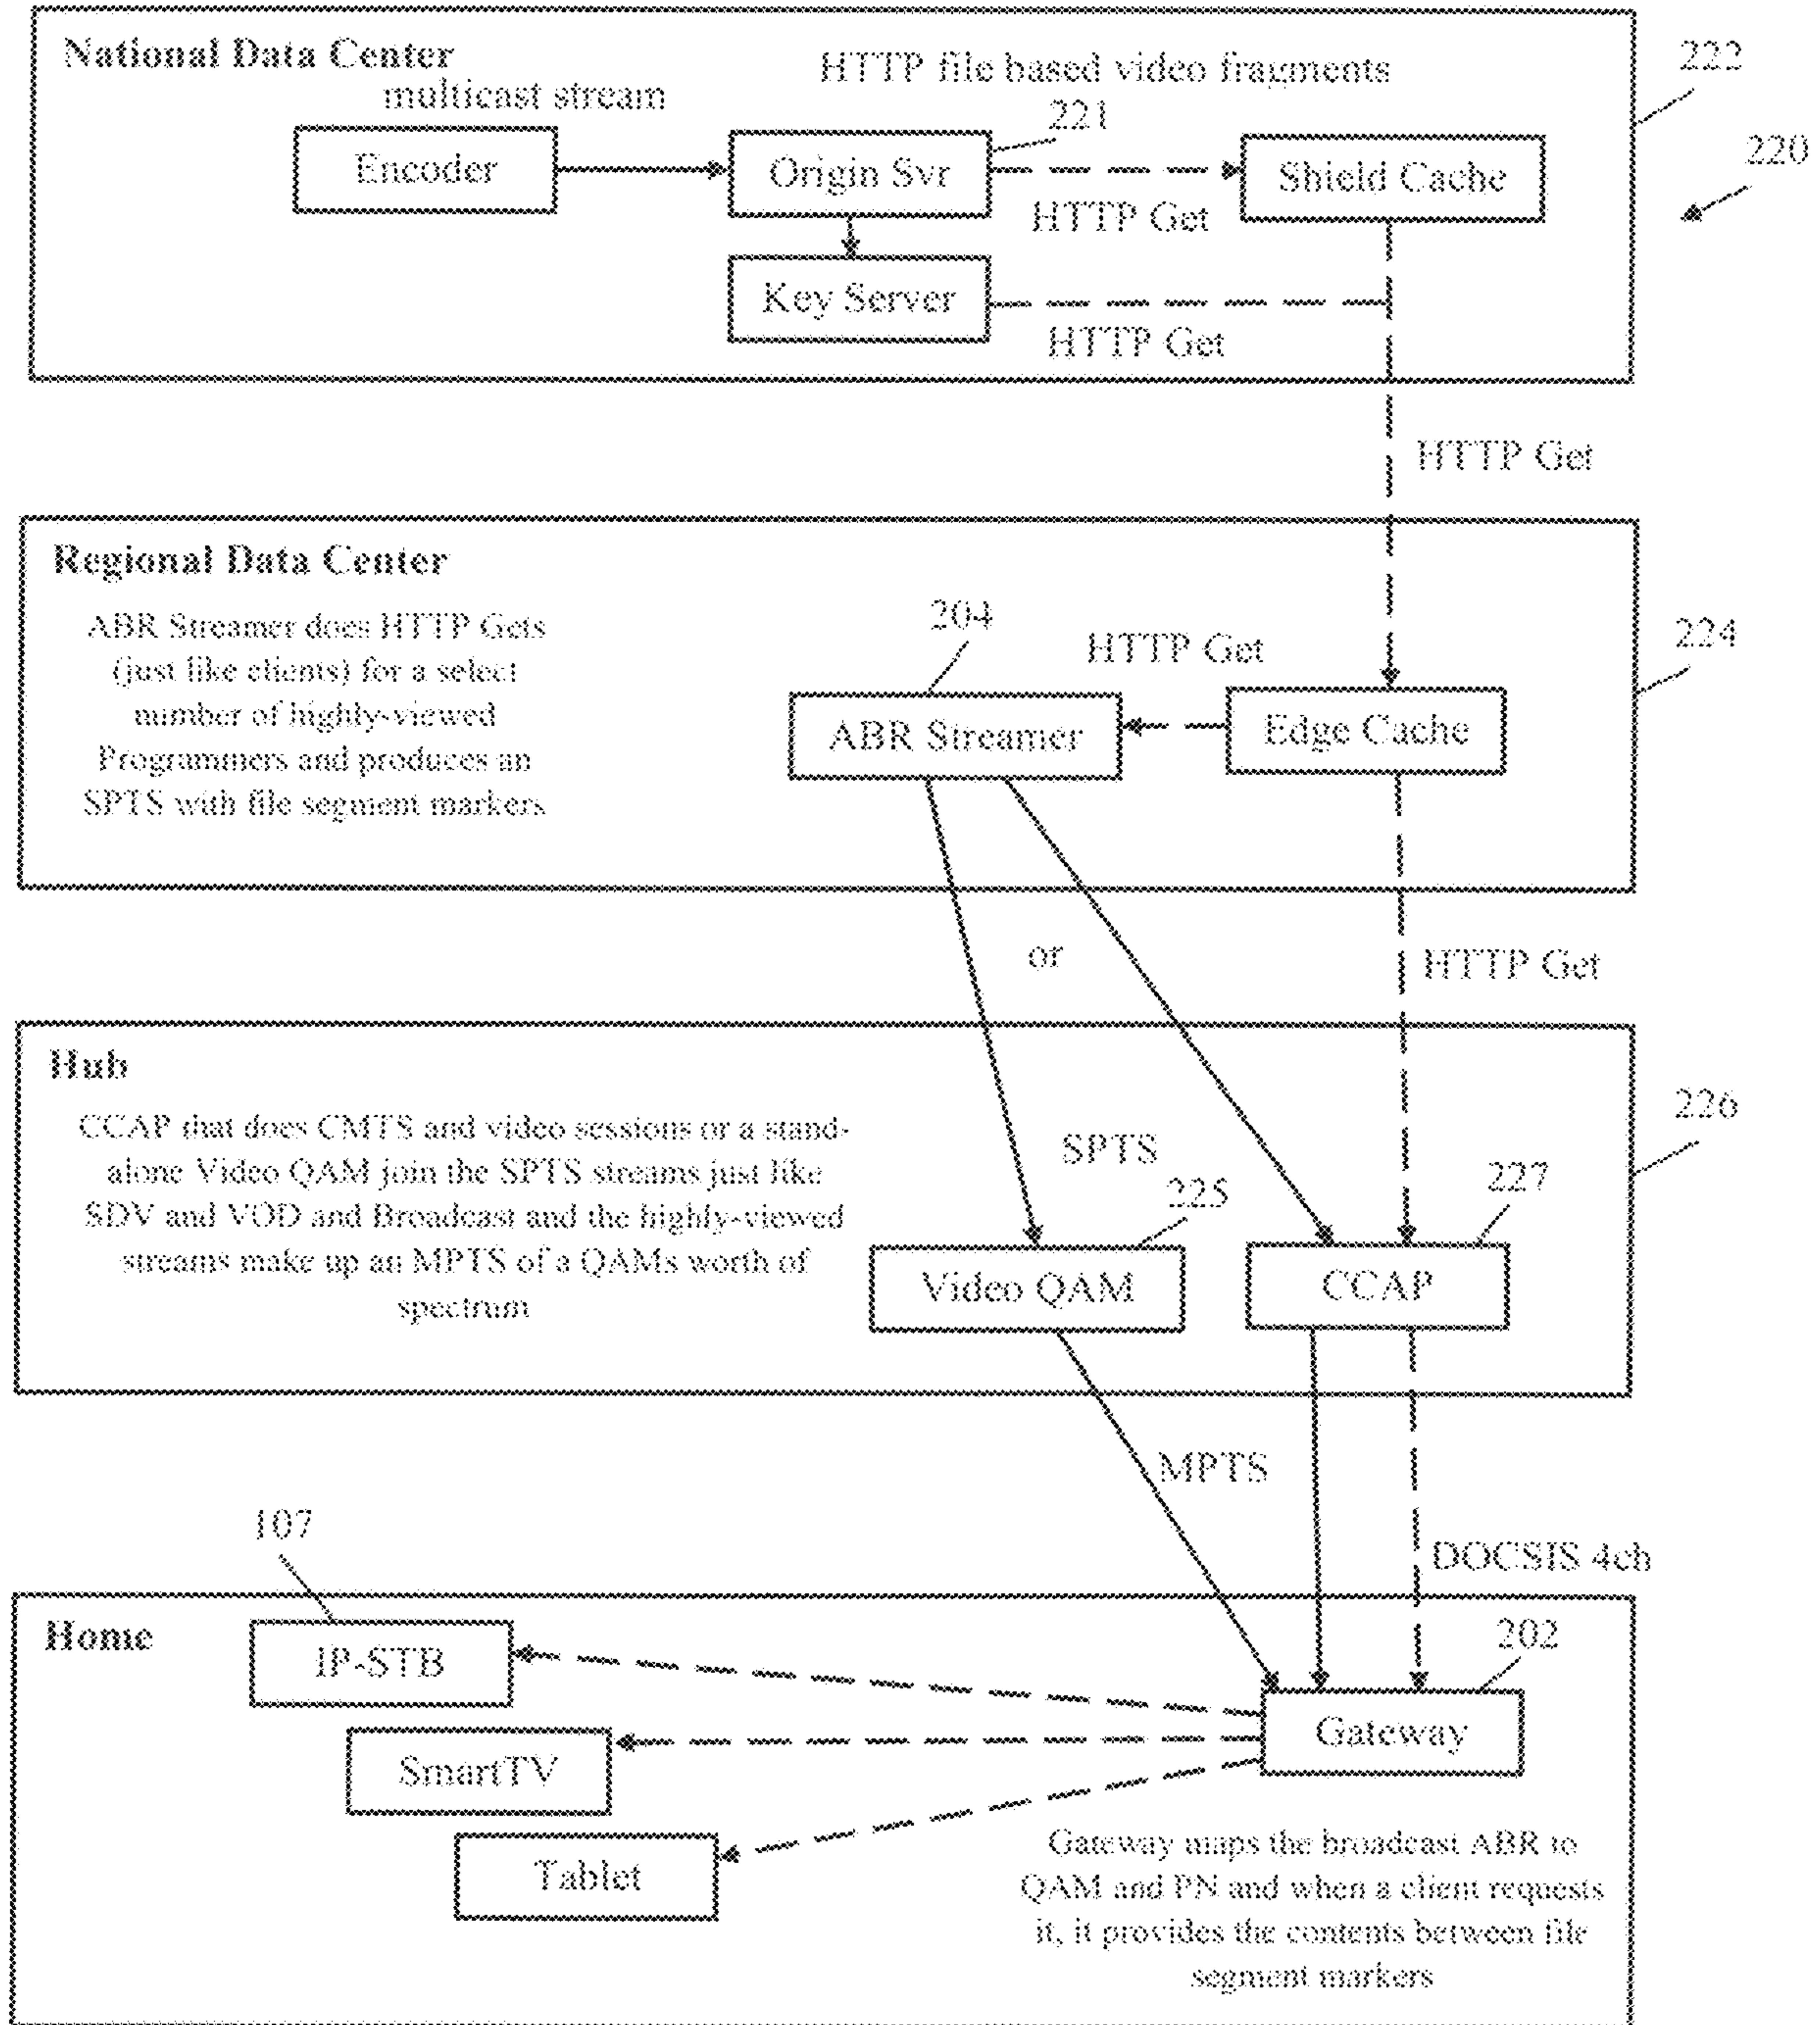 National Data Center
multicast stream
HTTP file based video fragments
221
222
220
Encoder
Origin Svr
Shield Cache
HTTP Get
Key Server
HTTP Get
HTTP Get
Regional Data Center
ABR Streamer does HTTP Gets
(just like clients) for a select
number of highly-viewed
Programmers and produces an
SPTS with file segment markers
204
HTTP Get
224
ABR Streamer
Edge Cache
or
HTTP Get
Hub
CCAP that does CMTS and video sessions or a stand-
alone Video QAM join the SPTS streams just like
SDV and VOD and Broadcast and the highly-viewed
streams make up an MPTS of a QAMs worth of
spectrum
SPTS
225
227
226
Video QAM
CCAP
MPTS
DOCSIS 4ch
107
Home
IP-STB
202
Gateway
SmartTV
Tablet
Gateway maps the broadcast ABR to
QAM and PN and when a client requests
it, it provides the contents between file
segment markers